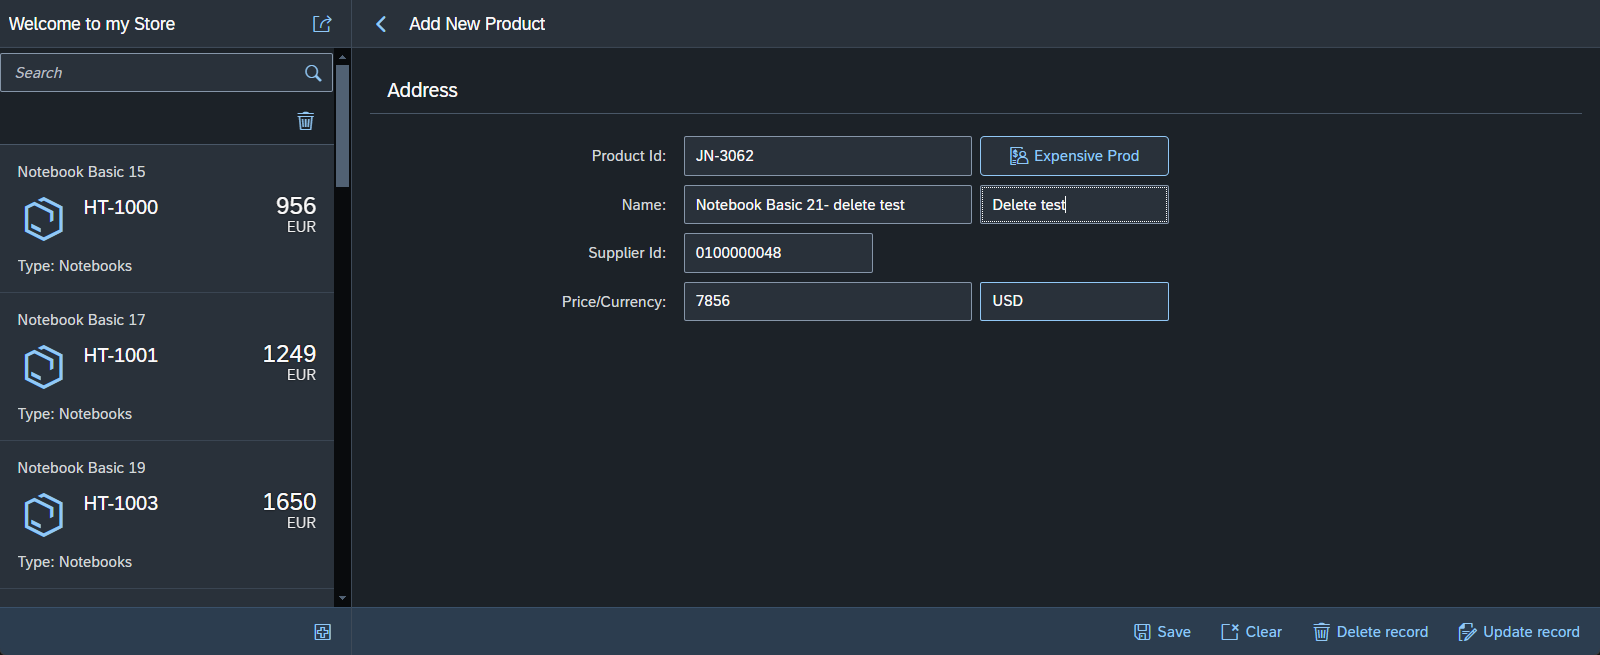 Welcome to my Store
Add New Product
Search
Notebook Basic 15
HT-1000
956
EUR
Type: Notebooks
Notebook Basic 17
HT-1001
1249
EUR
Type: Notebooks
Notebook Basic 19
HT-1003
1650
EUR
Type: Notebooks
Address
Product Id: JN-3062 Expensive Prod
Name: Notebook Basic 21- delete test Delete test
Supplier Id: 0100000048
Price/Currency: 7856 USD
Save Clear Delete record Update record